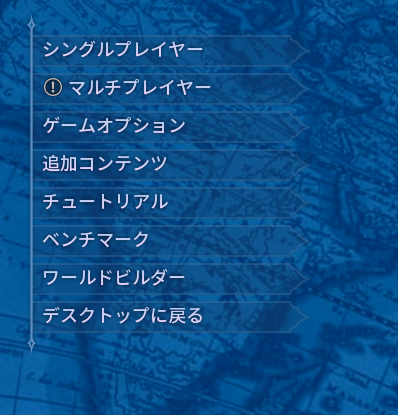 シングルプレイヤー
マルチプレイヤー
ゲームオプション
追加コンテンツ
チュートリアル
ベンチマーク
ワールドビルダー
デスクトップに戻る